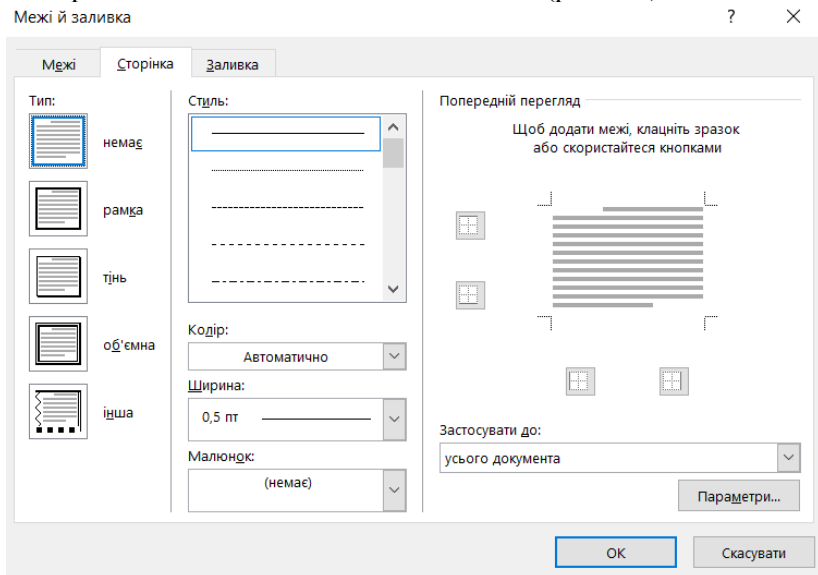 Межі й заливка
?
Межі
Сторінка
Заливка
Тип:
немає
рамка
тінь
об'ємна
інша
Стиль:
Колір:
Автоматично
Ширина:
0,5 пт
Малюнок:
(немає)
Попередній перегляд
Щоб додати межі, клацніть зразок
або скористайтеся кнопками
Застосувати до:
усього документа
Параметри...
ОК
Скасувати